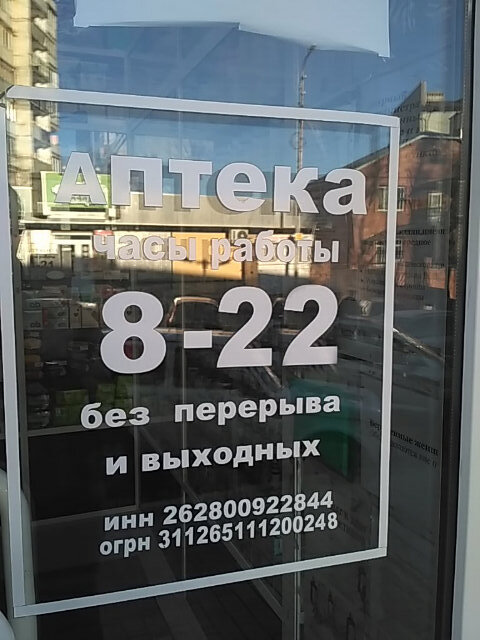 Аптека
часы работы
8-22
без перерыва
и выходных
инн 262800922844
огрн 311265111200248